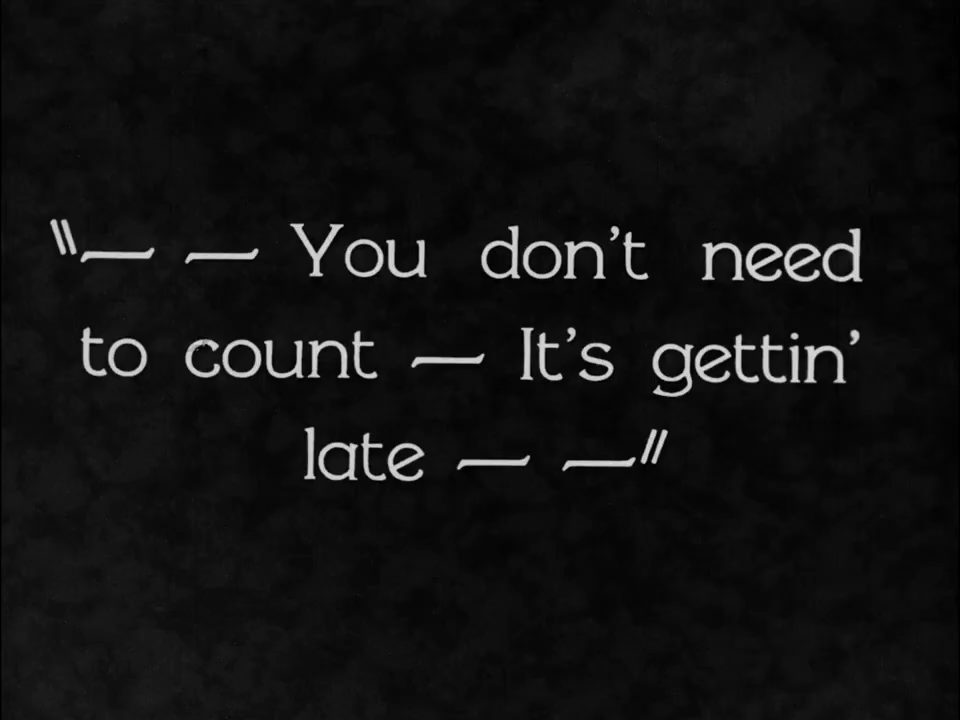 "— — You don't need
to count — It's gettin'
late — —"